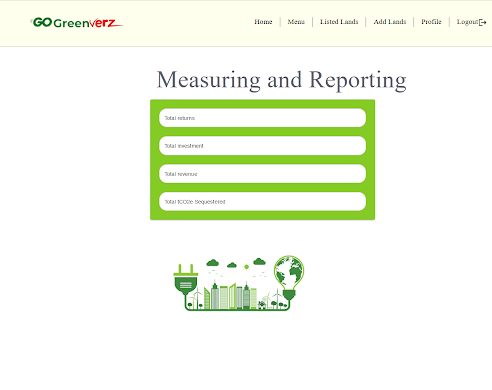 GO Greenverz
Home | Menu | Listed Lands | Add Lands | Profile | Logout
Measuring and Reporting
Total returns
Total investment
Total revenue
Total tCO2e Sequestered